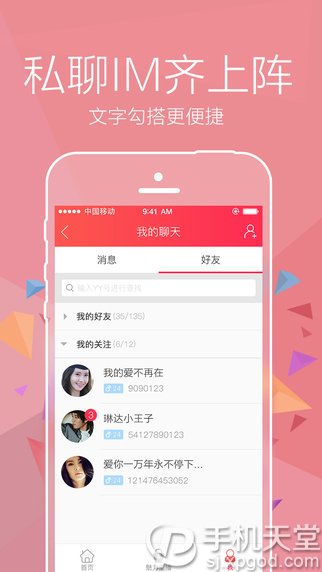 私聊IM齐上阵
文字勾搭更便捷
中国移动 9:41 AM
我的聊天
消息 好友
输入YY号进行查找
我的好友 (35/135)
我的关注 (6/12)
我的爱不再在
24 9090123
3
琳达小王子
24 54127890123
爱你一万年永不停下...
24 121476453052
首页
手机天堂
sj.vpgod.com